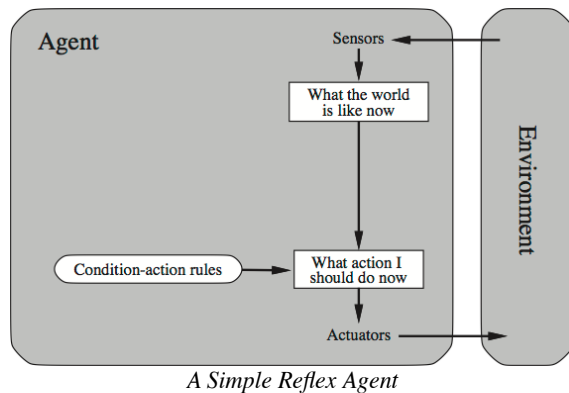 Agent
Sensors
What the world
is like now
Environment
Condition-action rules
What action I
should do now
Actuators
A Simple Reflex Agent